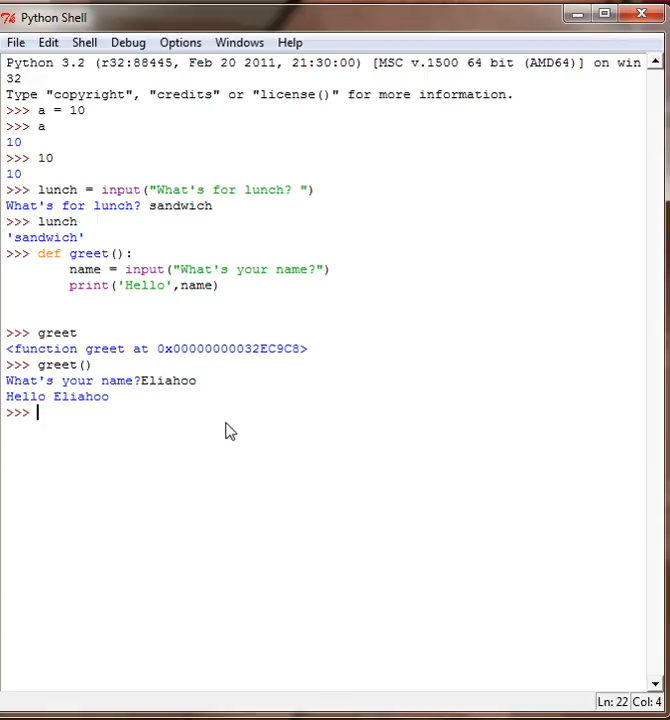 Python Shell
File Edit Shell Debug Options Windows Help
Python 3.2 (r32:88445, Feb 20 2011, 21:30:00) [MSC v.1500 64 bit (AMD64)] on win
32
Type "copyright", "credits" or "license()" for more information.
>>> a = 10
>>> a
10
>>> 10
10
>>> lunch = input("What's for lunch? ")
What's for lunch? sandwich
>>> lunch
'sandwich'
>>> def greet():
        name = input("What's your name?")
        print('Hello',name)
>>> greet
<function greet at 0x00000000032EC9C8>
>>> greet()
What's your name?Eliahoo
Hello Eliahoo
>>>
Ln: 22 Col: 4